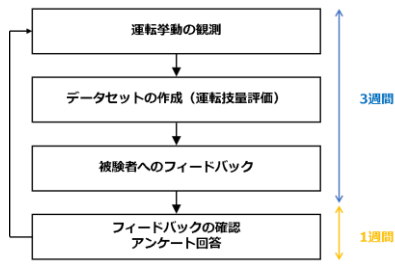 運転挙動の観測
データセットの作成（運転技量評価）
3週間
被験者へのフィードバック
フィードバックの確認
アンケート回答
1週間